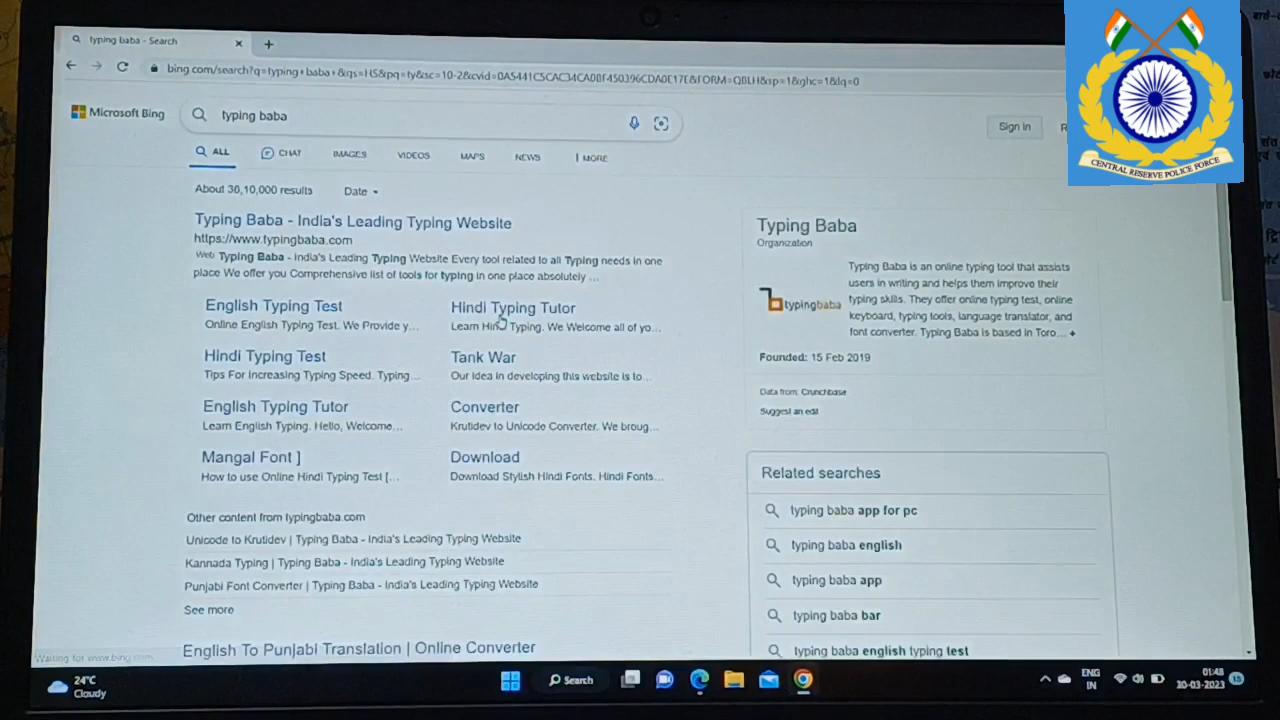 typing baba - Search
bing.com/search?q=typing+baba+&qs=HS&pq=ty&sc=10-2&cvid=0A5441C5CAC34CA0BF450396CDA0E17E&FORM=QBLH&sp=1&ghc=1&lq=0
Microsoft Bing
typing baba
Sign in
ALL
CHAT
IMAGES
VIDEOS
MAPS
NEWS
MORE
About 36,10,000 results
Date
Typing Baba - India's Leading Typing Website
https://www.typingbaba.com
Web Typing Baba - India's Leading Typing Website Every tool related to all Typing needs in one
place We offer you Comprehensive list of tools for typing in one place absolutely ...
English Typing Test
Online English Typing Test. We Provide y...
Hindi Typing Tutor
Learn Hindi Typing. We Welcome all of yo...
Hindi Typing Test
Tips For Increasing Typing Speed. Typing...
Tank War
Our idea in developing this website is to...
English Typing Tutor
Learn English Typing. Hello, Welcome...
Converter
Krutidev to Unicode Converter. We broug...
Mangal Font ]
How to use Online Hindi Typing Test [...
Download
Download Stylish Hindi Fonts. Hindi Fonts...
Other content from typingbaba.com
Unicode to Krutidev | Typing Baba - India's Leading Typing Website
Kannada Typing | Typing Baba - India's Leading Typing Website
Punjabi Font Converter | Typing Baba - India's Leading Typing Website
See more
English To Punjabi Translation | Online Converter
Waiting for www.bing.com
Typing Baba
Organization
typingbaba
Typing Baba is an online typing tool that assists
users in writing and helps them improve their
typing skills. They offer online typing test, online
keyboard, typing tools, language translator, and
font converter. Typing Baba is based in Toro... +
Founded: 15 Feb 2019
Data from: Crunchbase
Suggest an edit
Related searches
typing baba app for pc
typing baba english
typing baba app
typing baba bar
typing baba english typing test
CENTRAL RESERVE POLICE FORCE
24°C
Cloudy
Search
ENG
IN
01:48